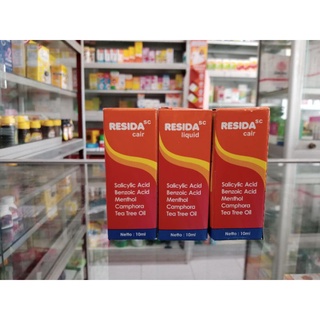 RESIDA SC
cair
Salicylic Acid
Benzoic Acid
Menthol
Camphora
Tea Tree Oil
Netto : 10ml
RESIDA SC
liquid
Salicylic Acid
Benzoic Acid
Menthol
Camphora
Tea Tree Oil
Netto : 10ml
RESIDA SC
cair
Salicylic Acid
Benzoic Acid
Menthol
Camphora
Tea Tree Oil
Netto : 10ml